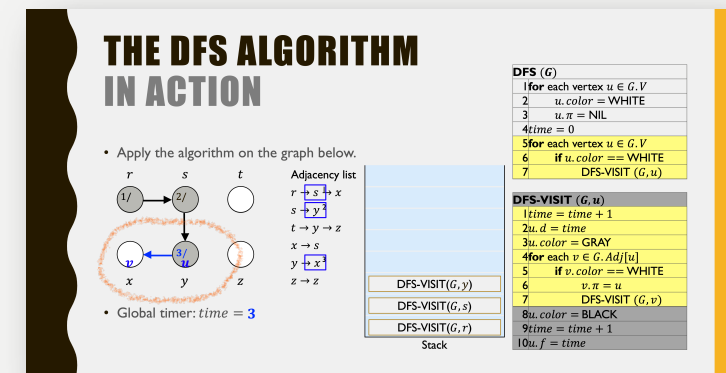 THE DFS ALGORITHM
IN ACTION
• Apply the algorithm on the graph below.
r s t
1/ 2/
3/
v u
x y z
• Global timer: time = 3
Adjacency list
r → s 1 → x
s → y 2
t → y → z
x → s
y → x 3
z → z
DFS-VISIT(G, y)
DFS-VISIT(G, s)
DFS-VISIT(G, r)
Stack
DFS (G)
1 for each vertex u ∈ G.V
2 u.color = WHITE
3 u.π = NIL
4 time = 0
5 for each vertex u ∈ G.V
6 if u.color == WHITE
7 DFS-VISIT (G, u)
DFS-VISIT (G, u)
1 time = time + 1
2 u.d = time
3 u.color = GRAY
4 for each v ∈ G.Adj[u]
5 if v.color == WHITE
6 v.π = u
7 DFS-VISIT (G, v)
8 u.color = BLACK
9 time = time + 1
10 u.f = time